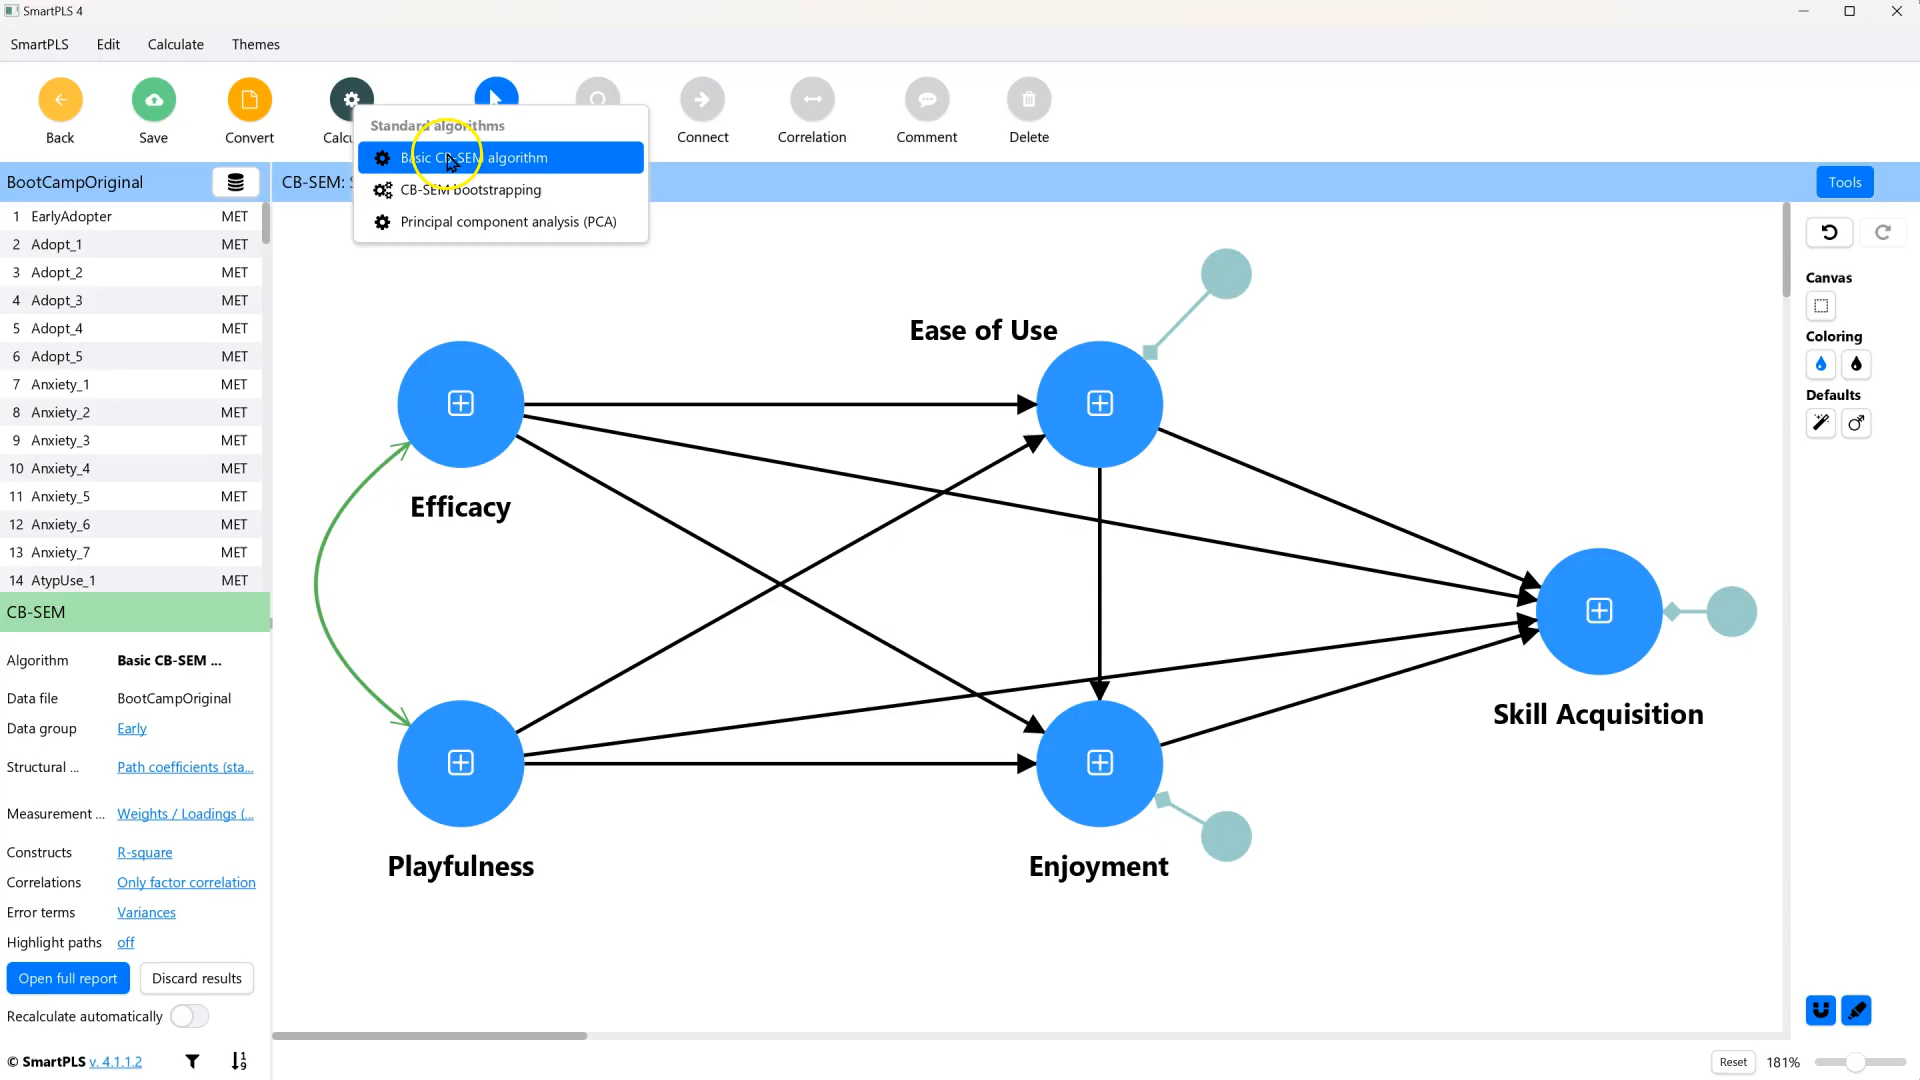 SmartPLS 4
SmartPLS Edit Calculate Themes
Back Save Convert Connect Correlation Comment Delete
Standard algorithms
Basic CB-SEM algorithm
CB-SEM bootstrapping
Principal component analysis (PCA)
BootCampOriginal
CB-SEM:
Tools
1 EarlyAdopter MET
2 Adopt_1 MET
3 Adopt_2 MET
4 Adopt_3 MET
5 Adopt_4 MET
6 Adopt_5 MET
7 Anxiety_1 MET
8 Anxiety_2 MET
9 Anxiety_3 MET
10 Anxiety_4 MET
11 Anxiety_5 MET
12 Anxiety_6 MET
13 Anxiety_7 MET
14 AtypUse_1 MET
CB-SEM
Algorithm Basic CB-SEM ...
Data file BootCampOriginal
Data group Early
Structural ... Path coefficients (sta...
Measurement ... Weights / Loadings (...
Constructs R-square
Correlations Only factor correlation
Error terms Variances
Highlight paths off
Open full report Discard results
Recalculate automatically
© SmartPLS v. 4.1.1.2
Ease of Use
Efficacy
Skill Acquisition
Playfulness
Enjoyment
Canvas
Coloring
Defaults
Reset 181%